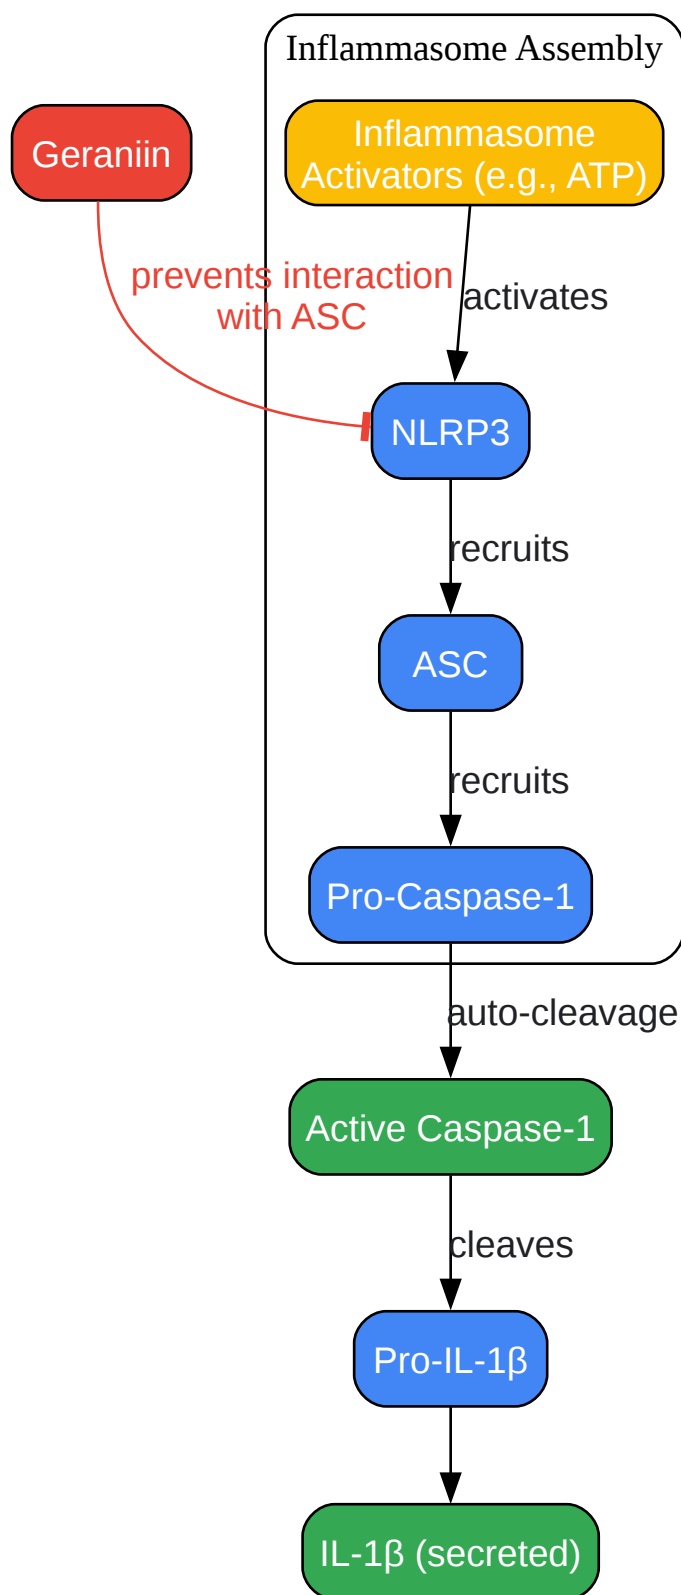 Inflammasome Assembly
Geraniin
Inflammasome
Activators (e.g., ATP)
prevents interaction
with ASC
activates
NLRP3
recruits
ASC
recruits
Pro-Caspase-1
auto-cleavage
Active Caspase-1
cleaves
Pro-IL-1β
IL-1β (secreted)